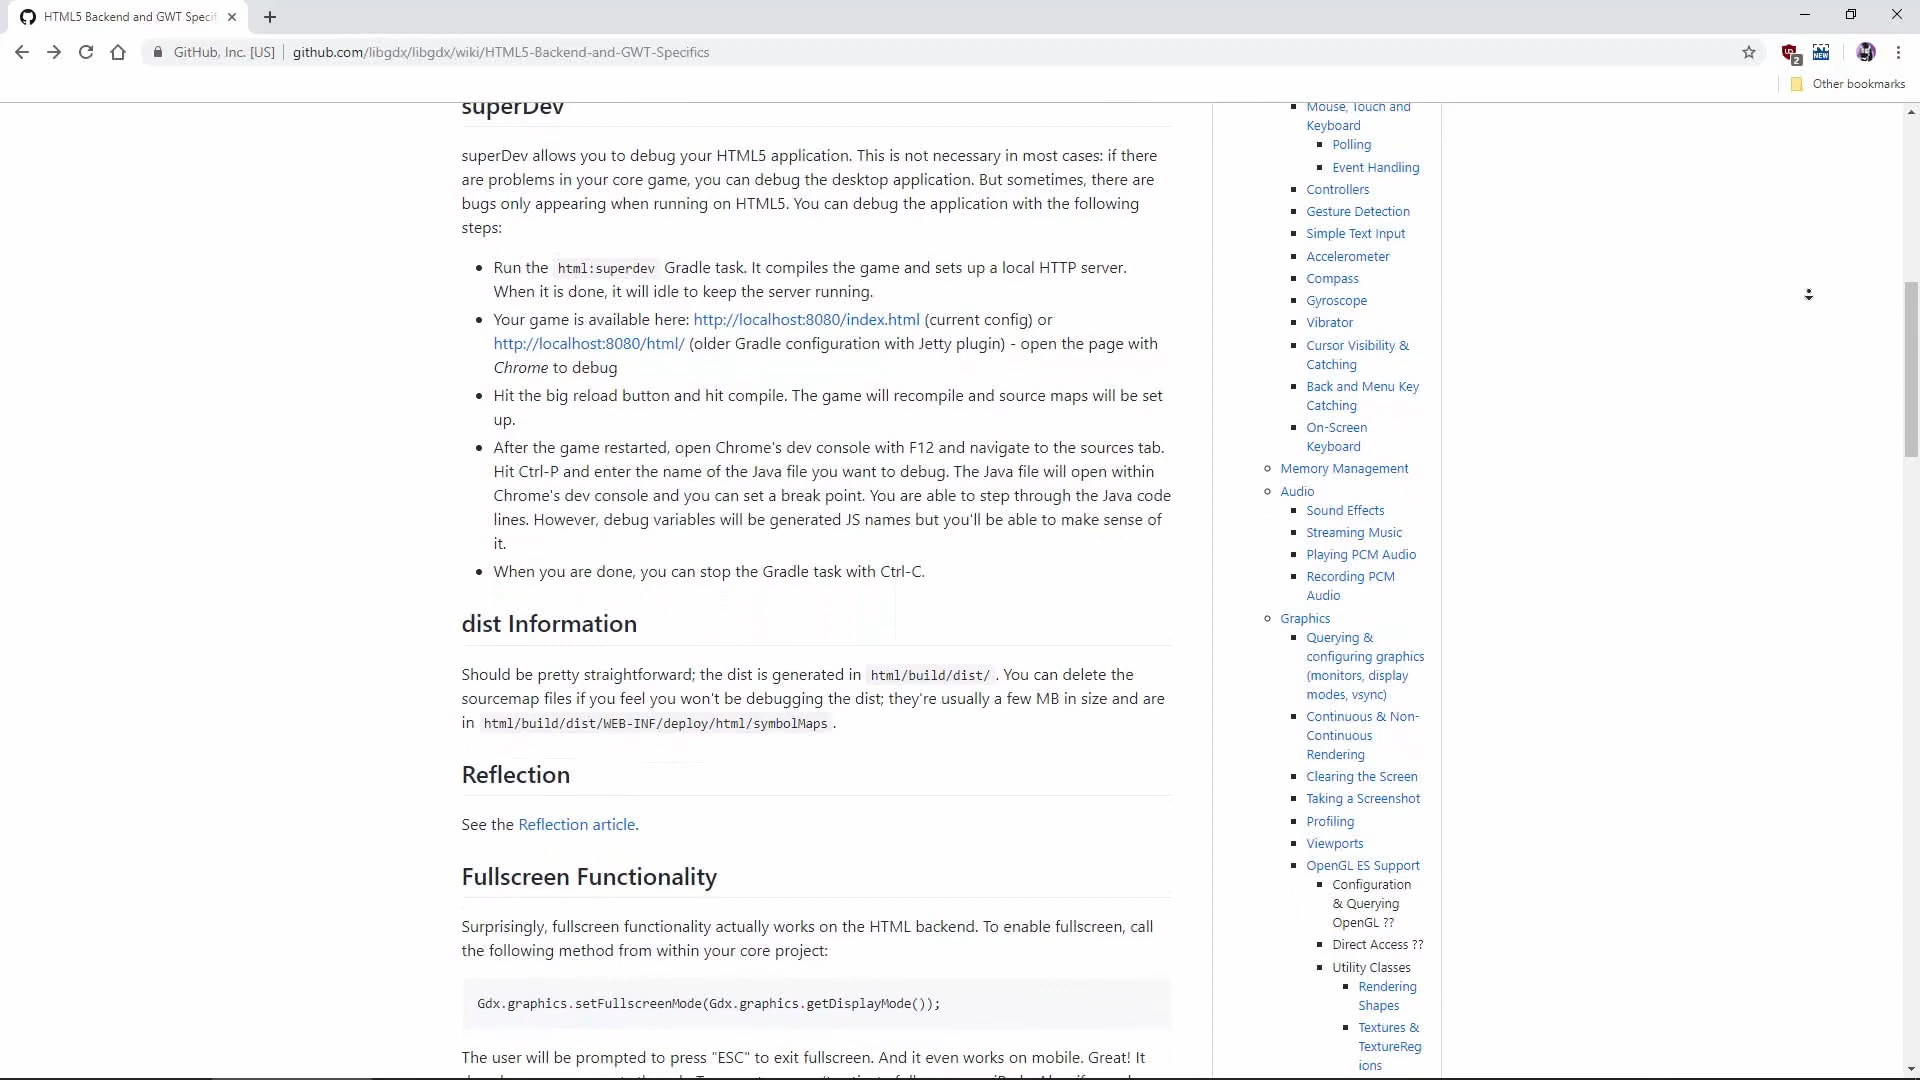 HTML5 Backend and GWT Specif
GitHub, Inc. [US]
github.com/libgdx/libgdx/wiki/HTML5-Backend-and-GWT-Specifics
2
NEW
Other bookmarks
superDev
superDev allows you to debug your HTML5 application. This is not necessary in most cases: if there
are problems in your core game, you can debug the desktop application. But sometimes, there are
bugs only appearing when running on HTML5. You can debug the application with the following
steps:
Run the html:superdev Gradle task. It compiles the game and sets up a local HTTP server.
When it is done, it will idle to keep the server running.
Your game is available here: http://localhost:8080/index.html (current config) or
http://localhost:8080/html/ (older Gradle configuration with Jetty plugin) - open the page with
Chrome to debug
Hit the big reload button and hit compile. The game will recompile and source maps will be set
up.
After the game restarted, open Chrome's dev console with F12 and navigate to the sources tab.
Hit Ctrl-P and enter the name of the Java file you want to debug. The Java file will open within
Chrome's dev console and you can set a break point. You are able to step through the Java code
lines. However, debug variables will be generated JS names but you'll be able to make sense of
it.
When you are done, you can stop the Gradle task with Ctrl-C.
dist Information
Should be pretty straightforward; the dist is generated in html/build/dist/ . You can delete the
sourcemap files if you feel you won't be debugging the dist; they're usually a few MB in size and are
in html/build/dist/WEB-INF/deploy/html/symbolMaps .
Reflection
See the Reflection article.
Fullscreen Functionality
Surprisingly, fullscreen functionality actually works on the HTML backend. To enable fullscreen, call
the following method from within your core project:
Gdx.graphics.setFullscreenMode(Gdx.graphics.getDisplayMode());
The user will be prompted to press "ESC" to exit fullscreen. And it even works on mobile. Great! It
Mouse, Touch and
Keyboard
Polling
Event Handling
Controllers
Gesture Detection
Simple Text Input
Accelerometer
Compass
Gyroscope
Vibrator
Cursor Visibility &
Catching
Back and Menu Key
Catching
On-Screen
Keyboard
Memory Management
Audio
Sound Effects
Streaming Music
Playing PCM Audio
Recording PCM
Audio
Graphics
Querying &
configuring graphics
(monitors, display
modes, vsync)
Continuous & Non-
Continuous
Rendering
Clearing the Screen
Taking a Screenshot
Profiling
Viewports
OpenGL ES Support
Configuration
& Querying
OpenGL ??
Direct Access ??
Utility Classes
Rendering
Shapes
Textures &
TextureReg
ions